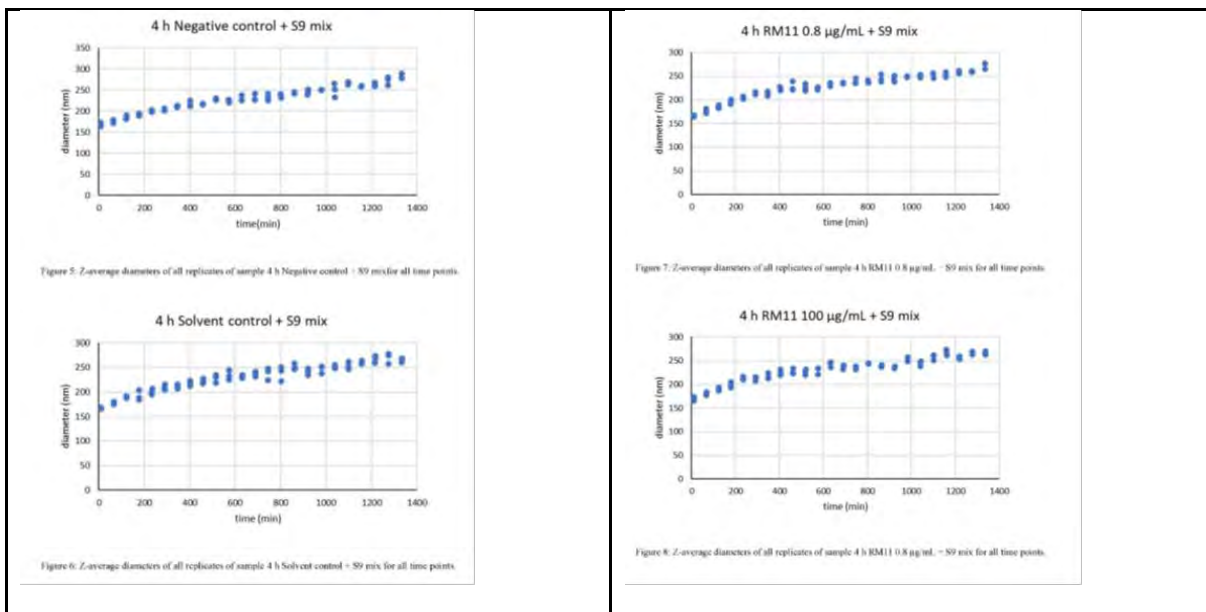 4 h Negative control + S9 mix
350
300
250
200
150
100
50
0
diameter (nm)
0 200 400 600 800 1000 1200 1400
time(min)
Figure 5: Z-average diameters of all replicates of sample 4 h Negative control + S9 mixfor all time points.
4 h Solvent control + S9 mix
300
250
200
150
100
50
0
diameter (nm)
0 200 400 600 800 1000 1200 1400
time (min)
Figure 6: Z-average diameters of all replicates of sample 4 h Solvent control + S9 mix for all time points.
4 h RM11 0.8 µg/mL + S9 mix
300
250
200
150
100
50
0
diameter (nm)
0 200 400 600 800 1000 1200 1400
time (min)
Figure 7: Z-average diameters of all replicates of sample 4 h RM11 0.8 µg/mL + S9 mix for all time points.
4 h RM11 100 µg/mL + S9 mix
300
250
200
150
100
50
0
diameter (nm)
0 200 400 600 800 1000 1200 1400
time (min)
Figure 8: Z-average diameters of all replicates of sample 4 h RM11 0.8 µg/mL + S9 mix for all time points.